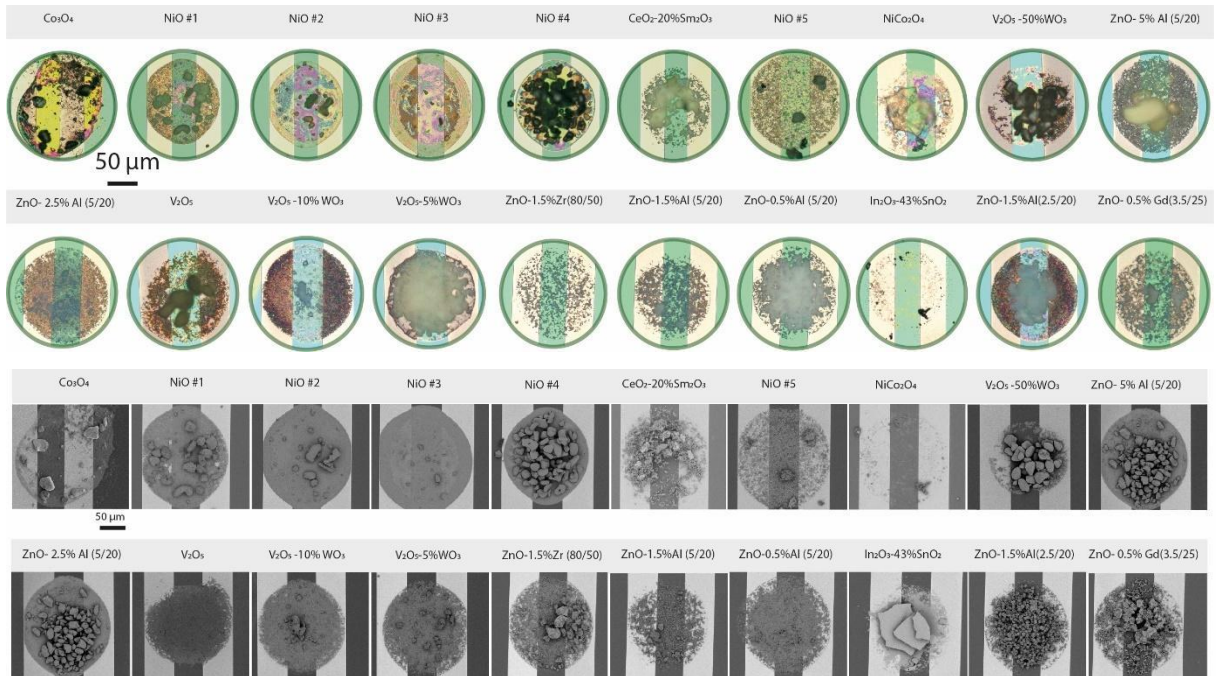 Co₃O₄ NiO #1 NiO #2 NiO #3 NiO #4 CeO₂-20%Sm₂O₃ NiO #5 NiCo₂O₄ V₂O₅ -50%WO₃ ZnO- 5% Al (5/20)
50 µm
ZnO- 2.5% Al (5/20) V₂O₅ V₂O₅ -10% WO₃ V₂O₅-5%WO₃ ZnO-1.5%Zr(80/50) ZnO-1.5%Al (5/20) ZnO-0.5%Al (5/20) In₂O₃-43%SnO₂ ZnO-1.5%Al(2.5/20) ZnO- 0.5% Gd(3.5/25)
Co₃O₄ NiO #1 NiO #2 NiO #3 NiO #4 CeO₂-20%Sm₂O₃ NiO #5 NiCo₂O₄ V₂O₅ -50%WO₃ ZnO- 5% Al (5/20)
50 µm
ZnO- 2.5% Al (5/20) V₂O₅ V₂O₅ -10% WO₃ V₂O₅-5%WO₃ ZnO-1.5%Zr (80/50) ZnO-1.5%Al (5/20) ZnO-0.5%Al (5/20) In₂O₃-43%SnO₂ ZnO-1.5%Al(2.5/20) ZnO- 0.5% Gd(3.5/25)